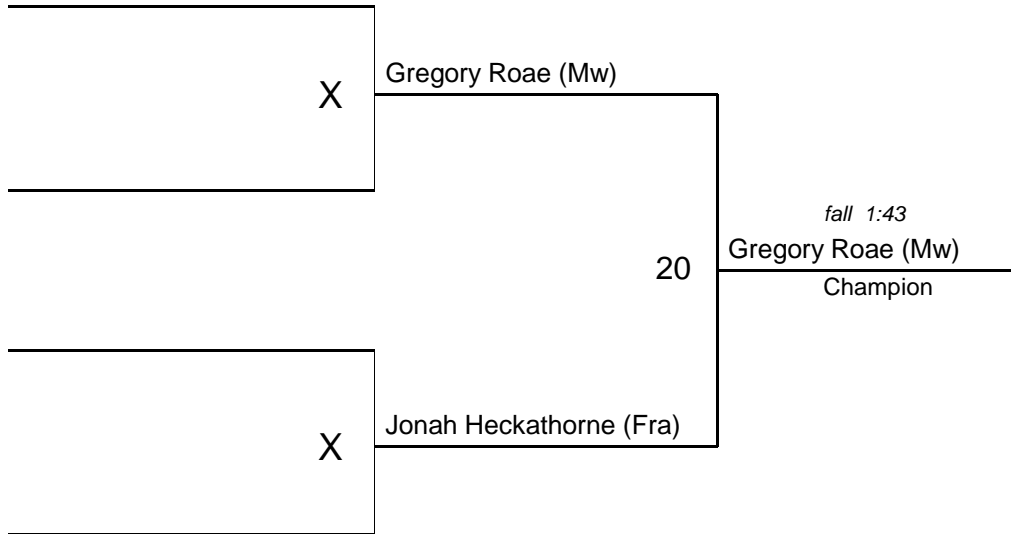 X
Gregory Roae (Mw)
fall 1:43
20
Gregory Roae (Mw)
Champion
X
Jonah Heckathorne (Fra)